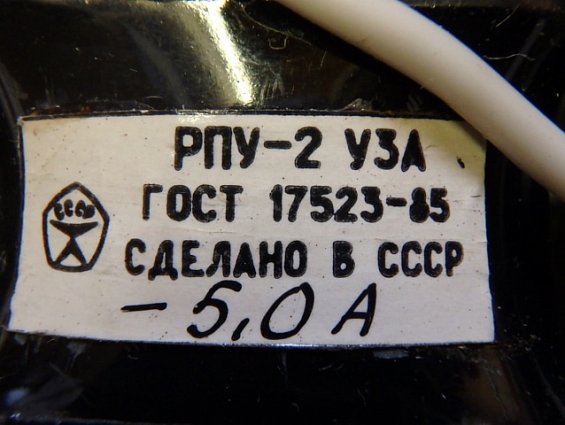 РПУ-2 У3А
ГОСТ 17523-85
СДЕЛАНО В СССР
-5,0 А